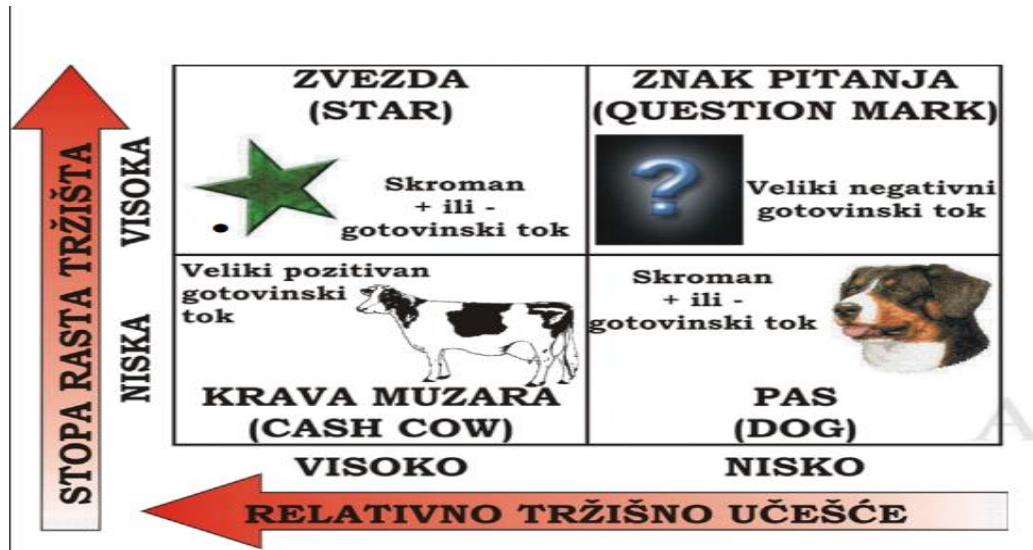 STOPA RASTA TRŽIŠTA
VISOKA
NISKA
ZVEZDA
(STAR)
Skroman
+ ili -
gotovinski tok
ZNAK PITANJA
(QUESTION MARK)
?
Veliki negativni
gotovinski tok
Veliki pozitivan
gotovinski
tok
KRAVA MUZARA
(CASH COW)
Skroman
+ ili -
gotovinski tok
PAS
(DOG)
VISOKO
NISKO
RELATIVNO TRŽIŠNO UČEŠĆE
A